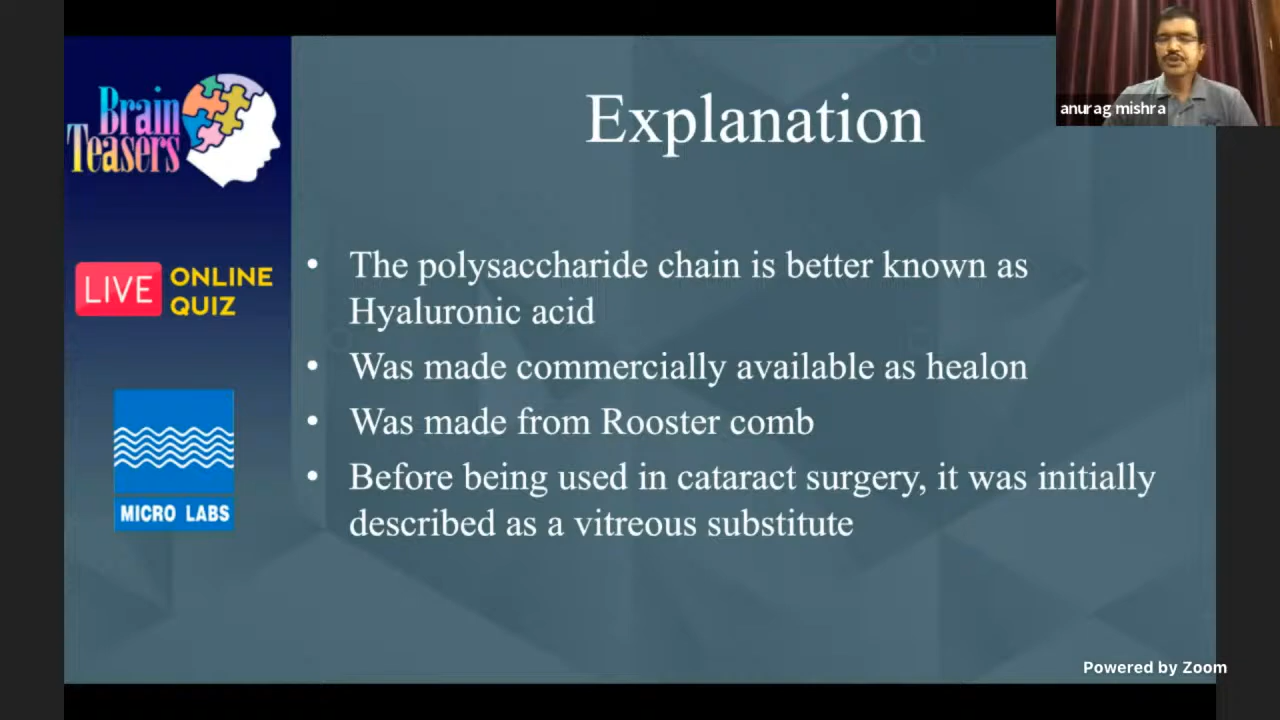 Brain
Teasers
LIVE ONLINE
QUIZ
MICRO LABS
Explanation
• The polysaccharide chain is better known as
Hyaluronic acid
• Was made commercially available as healon
• Was made from Rooster comb
• Before being used in cataract surgery, it was initially
described as a vitreous substitute
anurag mishra
Powered by Zoom